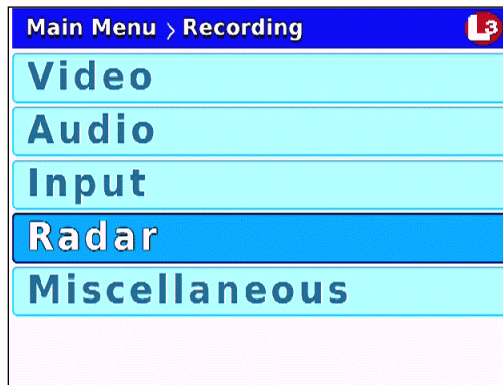 Main Menu > Recording L3
Video
Audio
Input
Radar
Miscellaneous